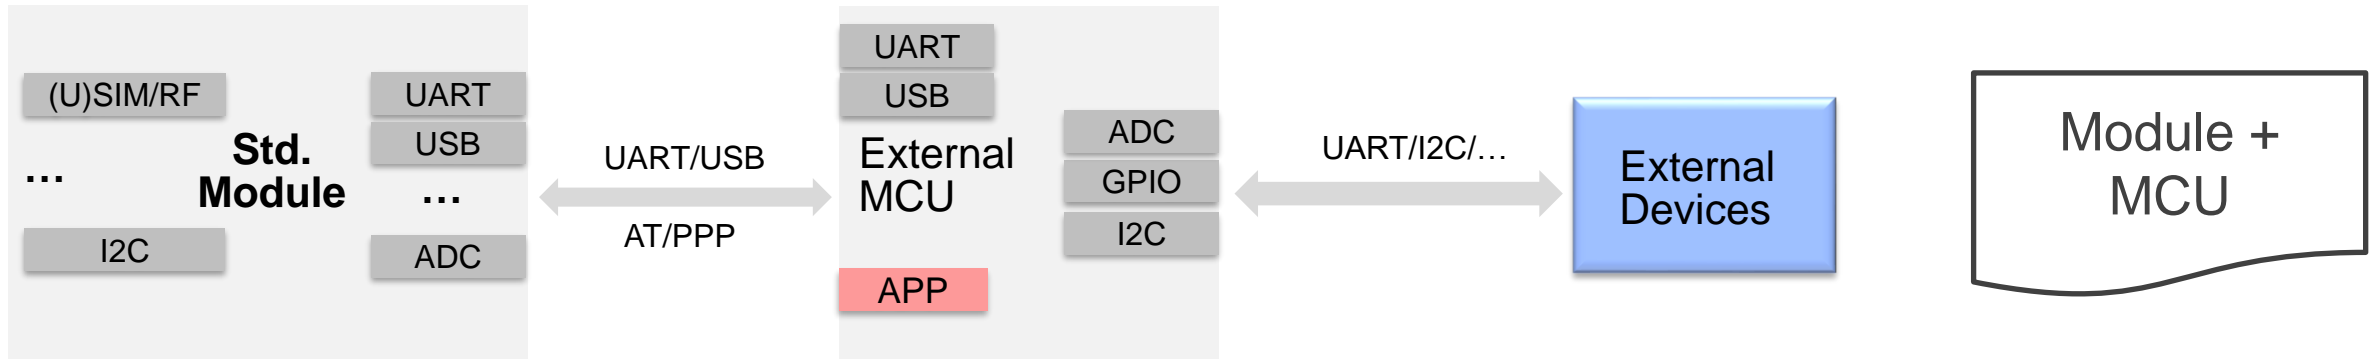 (U)SIM/RF
…
I2C
Std.
Module
UART
USB
…
ADC
UART/USB
AT/PPP
UART
USB
External
MCU
APP
ADC
GPIO
I2C
UART/I2C/…
External
Devices
Module +
MCU